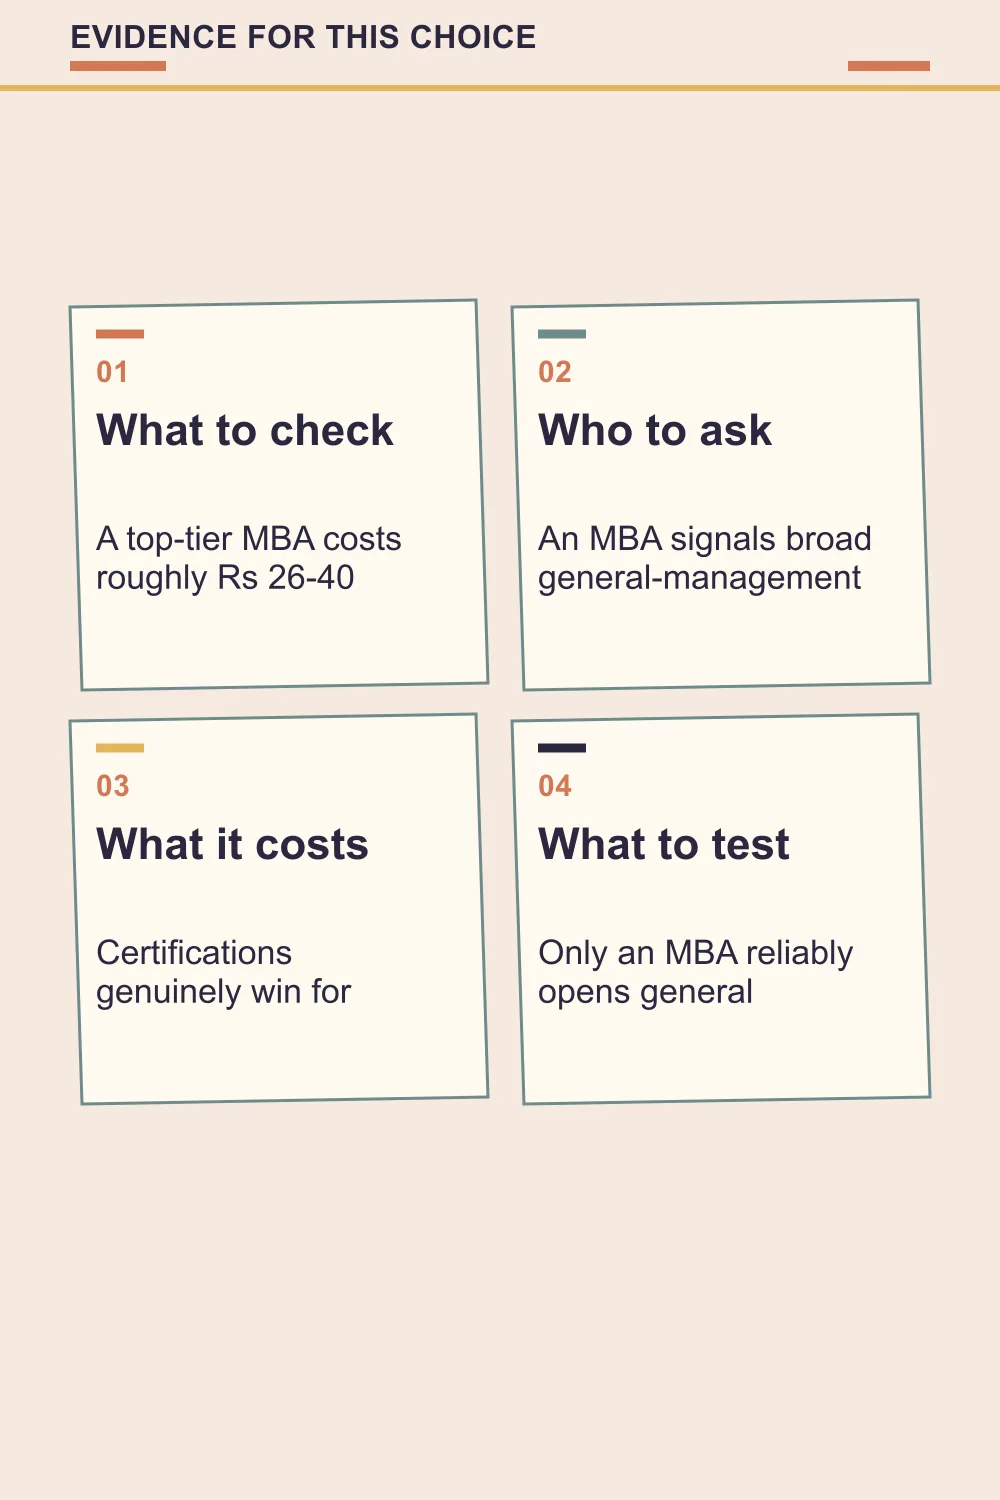 EVIDENCE FOR THIS CHOICE
01
What to check
A top-tier MBA costs
roughly Rs 26-40
02
Who to ask
An MBA signals broad
general-management
03
What it costs
Certifications
genuinely win for
04
What to test
Only an MBA reliably
opens general